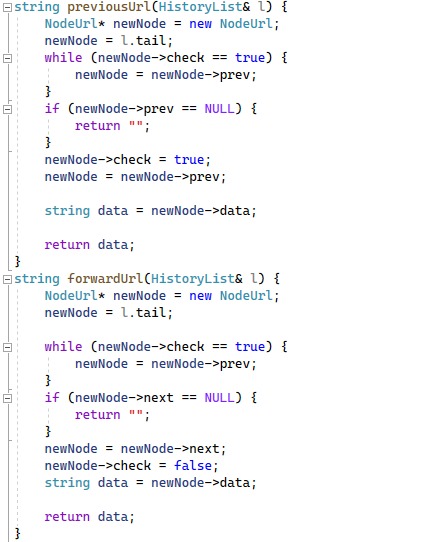 string previousUrl(HistoryList& l) {
    NodeUrl* newNode = new NodeUrl;
    newNode = l.tail;
    while (newNode->check == true) {
        newNode = newNode->prev;
    }
    if (newNode->prev == NULL) {
        return "";
    }
    newNode->check = true;
    newNode = newNode->prev;

    string data = newNode->data;

    return data;
}
string forwardUrl(HistoryList& l) {
    NodeUrl* newNode = new NodeUrl;
    newNode = l.tail;

    while (newNode->check == true) {
        newNode = newNode->prev;
    }
    if (newNode->next == NULL) {
        return "";
    }
    newNode = newNode->next;
    newNode->check = false;
    string data = newNode->data;

    return data;
}